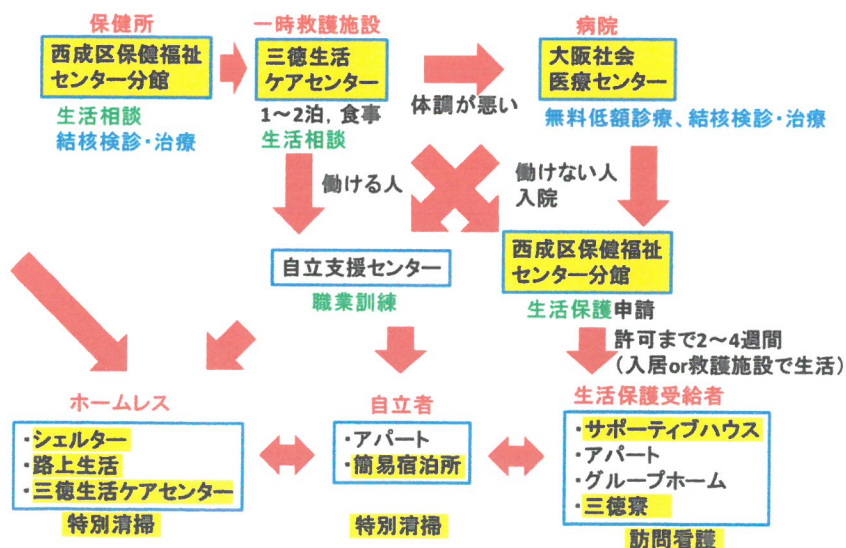 保健所
西成区保健福祉
センター分館
生活相談
結核検診・治療
一時救護施設
三徳生活
ケアセンター
1～2泊，食事
生活相談
体調が悪い
病院
大阪社会
医療センター
無料低額診療、結核検診・治療
働ける人
働けない人
入院
自立支援センター
職業訓練
西成区保健福祉
センター分館
生活保護申請
許可まで2～4週間
（入居or救護施設で生活）
ホームレス
・シェルター
・路上生活
・三徳生活ケアセンター
特別清掃
自立者
・アパート
・簡易宿泊所
特別清掃
生活保護受給者
・サポーティブハウス
・アパート
・グループホーム
・三徳寮
訪問看護